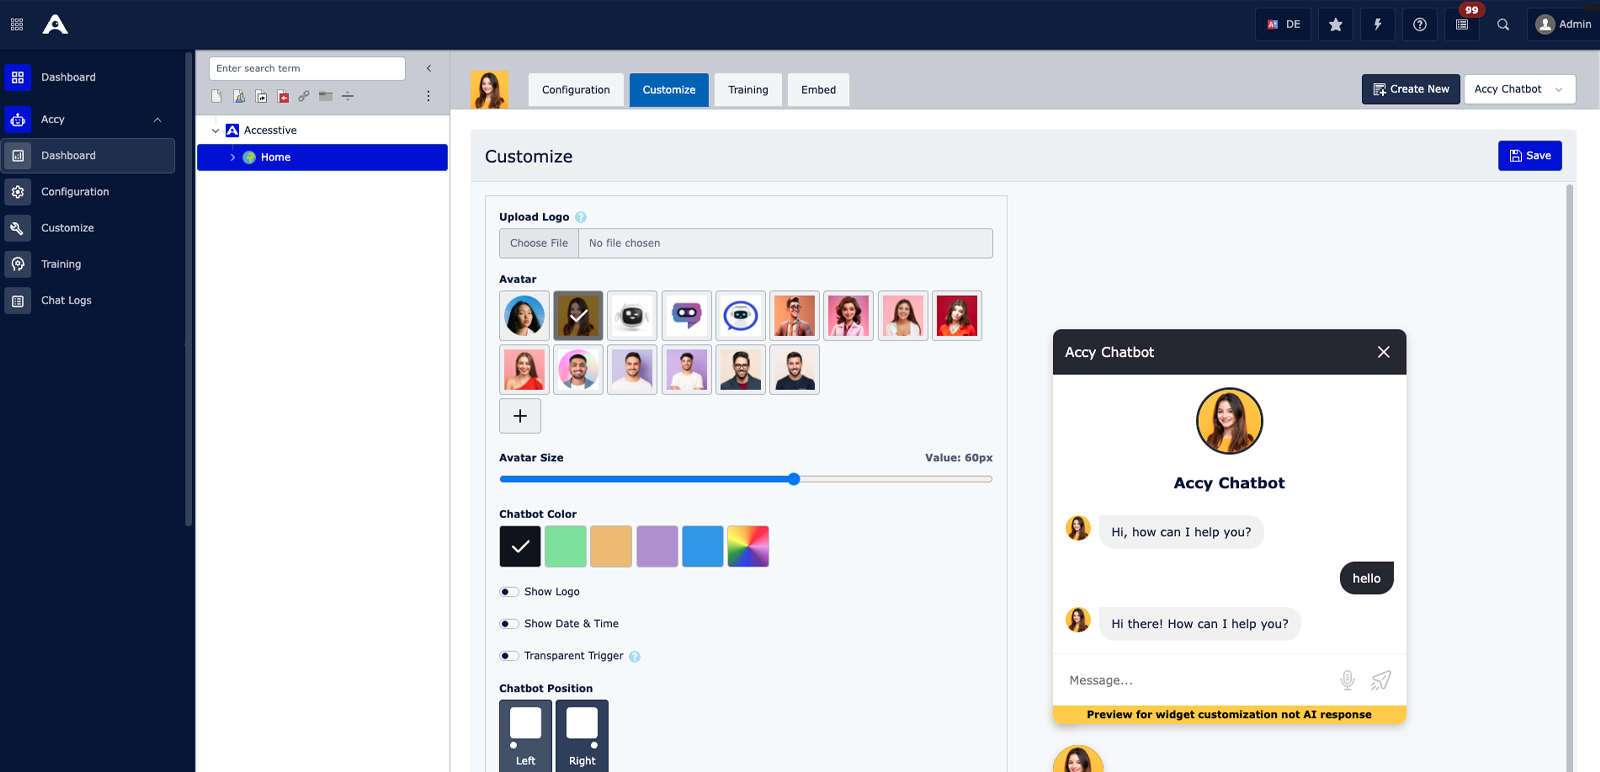 DE
99
Admin
Dashboard
Accy
Dashboard
Configuration
Customize
Training
Chat Logs
Enter search term
Accesstive
Home
Configuration
Customize
Training
Embed
Create New
Accy Chatbot
Customize
Save
Upload Logo ?
Choose File No file chosen
Avatar
Avatar Size Value: 60px
Chatbot Color
Show Logo
Show Date & Time
Transparent Trigger ?
Chatbot Position
Left Right
Accy Chatbot
Accy Chatbot
Hi, how can I help you?
hello
Hi there! How can I help you?
Message...
Preview for widget customization not AI response